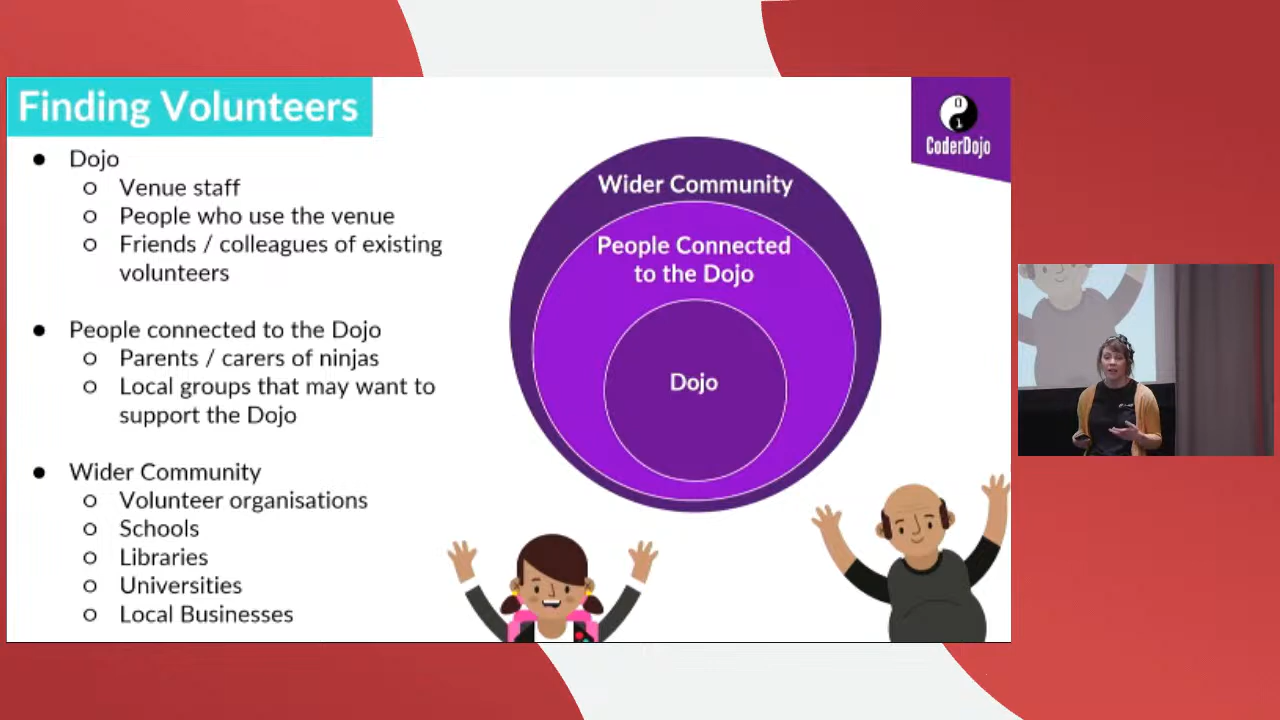 Finding Volunteers
● Dojo
○ Venue staff
○ People who use the venue
○ Friends / colleagues of existing
volunteers
● People connected to the Dojo
○ Parents / carers of ninjas
○ Local groups that may want to
support the Dojo
● Wider Community
○ Volunteer organisations
○ Schools
○ Libraries
○ Universities
○ Local Businesses
Wider Community
People Connected
to the Dojo
Dojo
0
1
CoderDojo